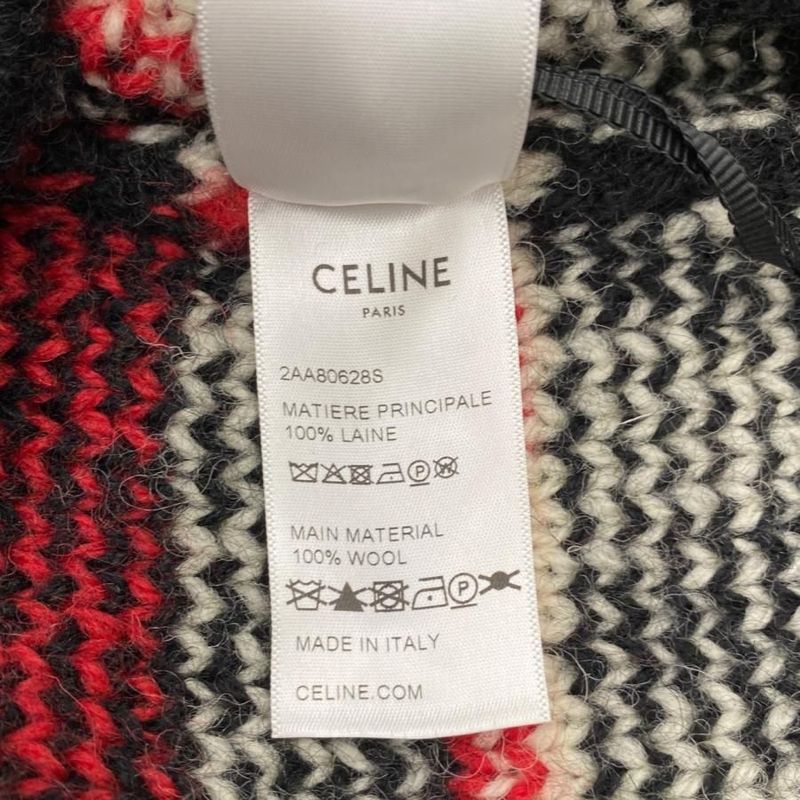 CELINE
PARIS
2AA80628S
MATIERE PRINCIPALE
100% LAINE
P W
MAIN MATERIAL
100% WOOL
P
MADE IN ITALY
CELINE.COM